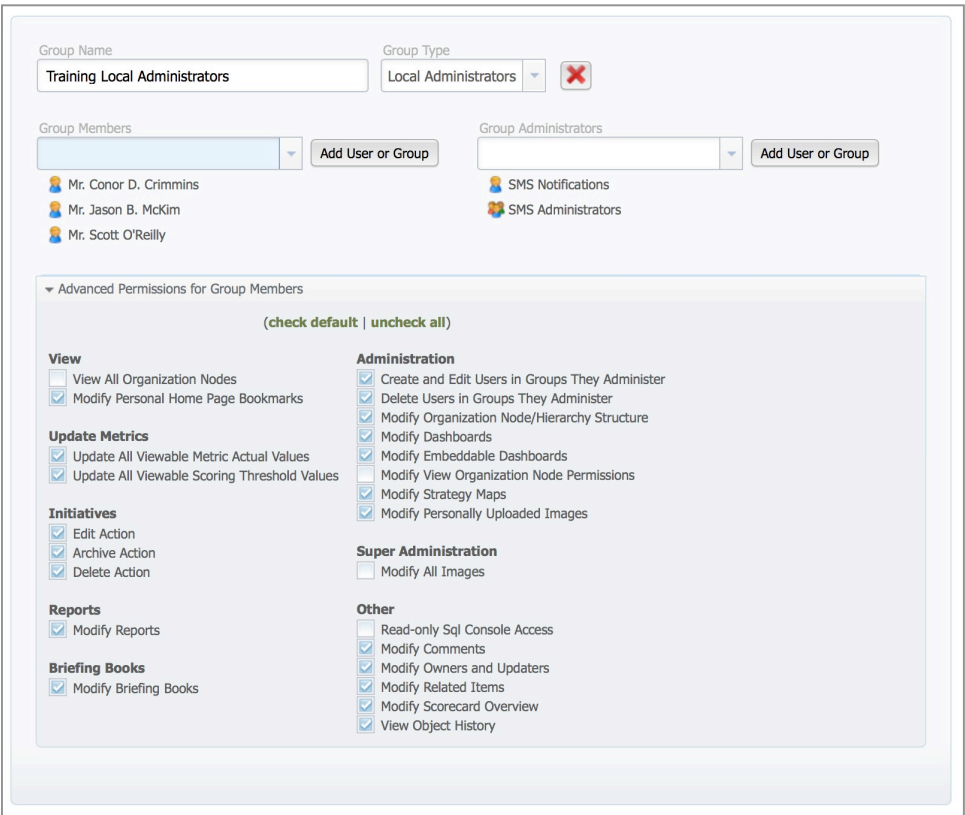 Group Name
Group Type
Training Local Administrators
Local Administrators
Group Members
Group Administrators
Add User or Group
Add User or Group
Mr. Conor D. Crimmins
SMS Notifications
Mr. Jason B. McKim
SMS Administrators
Mr. Scott O'Reilly
Advanced Permissions for Group Members
(check default | uncheck all)
View
View All Organization Nodes
Modify Personal Home Page Bookmarks
Update Metrics
Update All Viewable Metric Actual Values
Update All Viewable Scoring Threshold Values
Initiatives
Edit Action
Archive Action
Delete Action
Reports
Modify Reports
Briefing Books
Modify Briefing Books
Administration
Create and Edit Users in Groups They Administer
Delete Users in Groups They Administer
Modify Organization Node/Hierarchy Structure
Modify Dashboards
Modify Embeddable Dashboards
Modify View Organization Node Permissions
Modify Strategy Maps
Modify Personally Uploaded Images
Super Administration
Modify All Images
Other
Read-only Sql Console Access
Modify Comments
Modify Owners and Updaters
Modify Related Items
Modify Scorecard Overview
View Object History